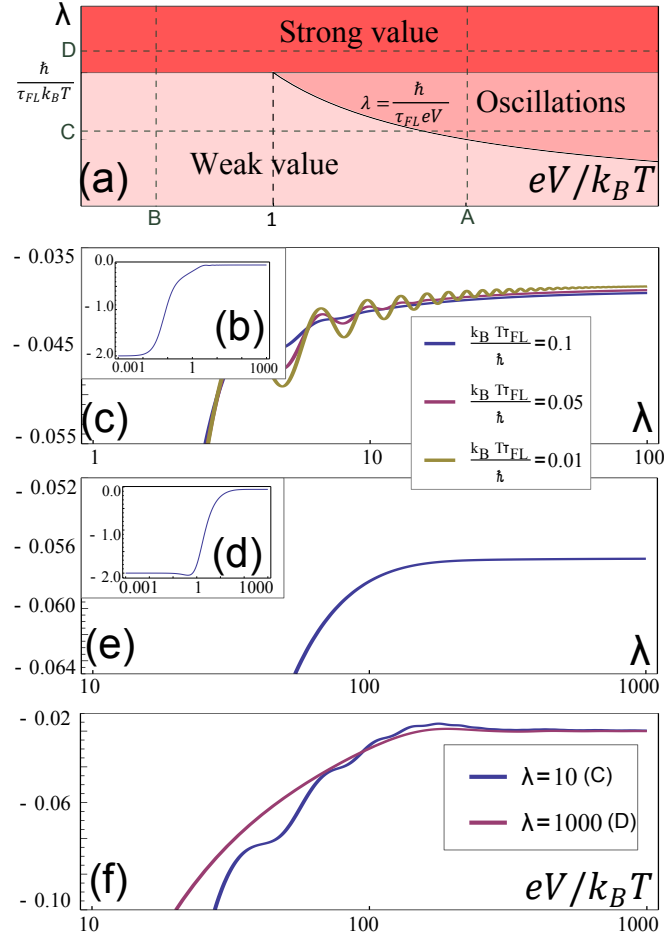 λ
Strong value
D
ħ / τ_FL k_B T
λ = ħ / τ_FL eV
Oscillations
C
(a)
Weak value
eV/k_BT
B
1
A
- 0.035
0.0
- 1.0
- 2.0
0.001
1
1000
(b)
- 0.045
k_B Tτ_FL / ħ = 0.1
k_B Tτ_FL / ħ = 0.05
k_B Tτ_FL / ħ = 0.01
(c)
λ
- 0.055
1
10
100
- 0.052
0.0
- 1.0
- 2.0
0.001
1
1000
(d)
- 0.056
- 0.060
(e)
λ
- 0.064
10
100
1000
- 0.02
λ=10 (C)
λ=1000 (D)
- 0.06
(f)
eV/k_BT
- 0.10
10
100
1000